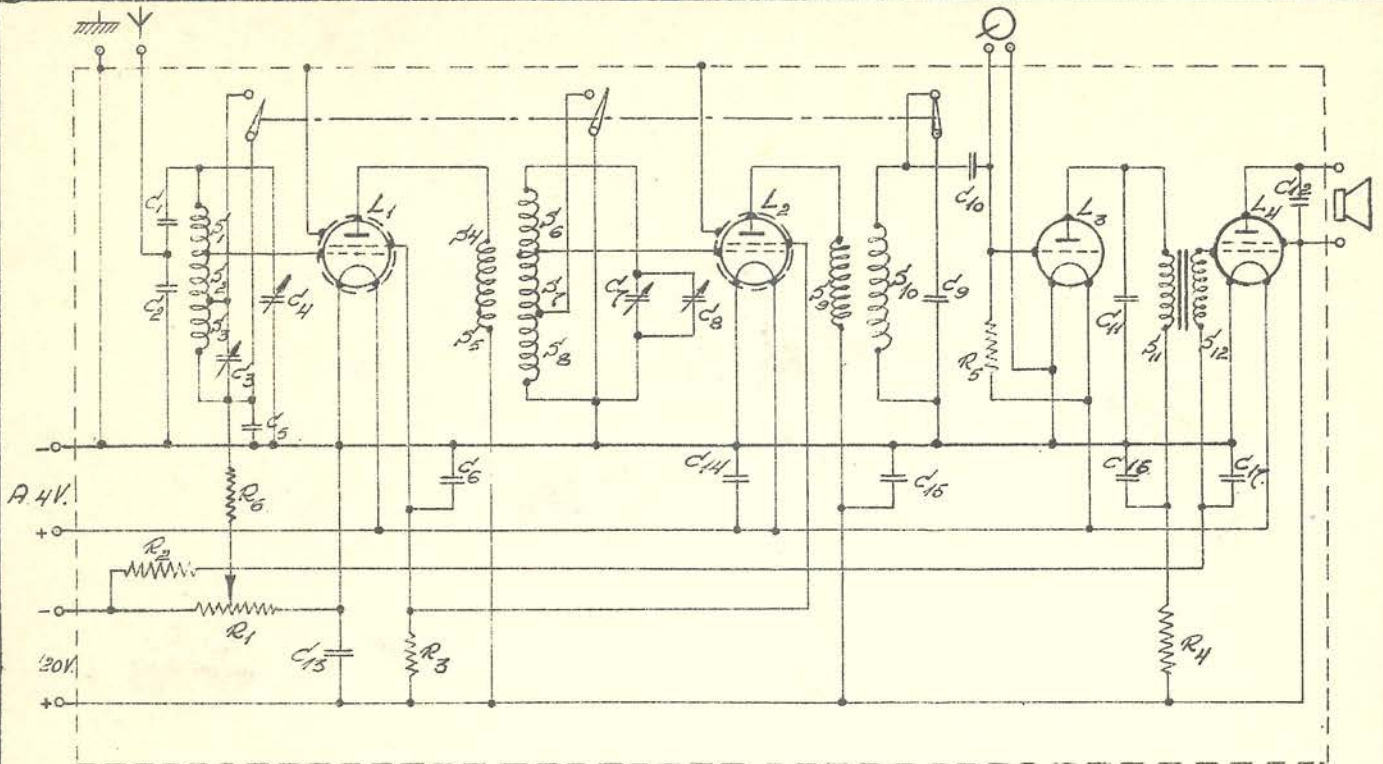 C1
C2
S1
S2
S3
C3
C4
C5
L1
S4
S5
S6
S7
S8
C7
C8
L2
S9
S10
C9
C10
R5
L3
C11
S11
S12
L4
C12
-
A. 4V.
+
R6
C6
C14
C15
C16
C17
R2
-
R1
C13
R3
R4
120V.
+